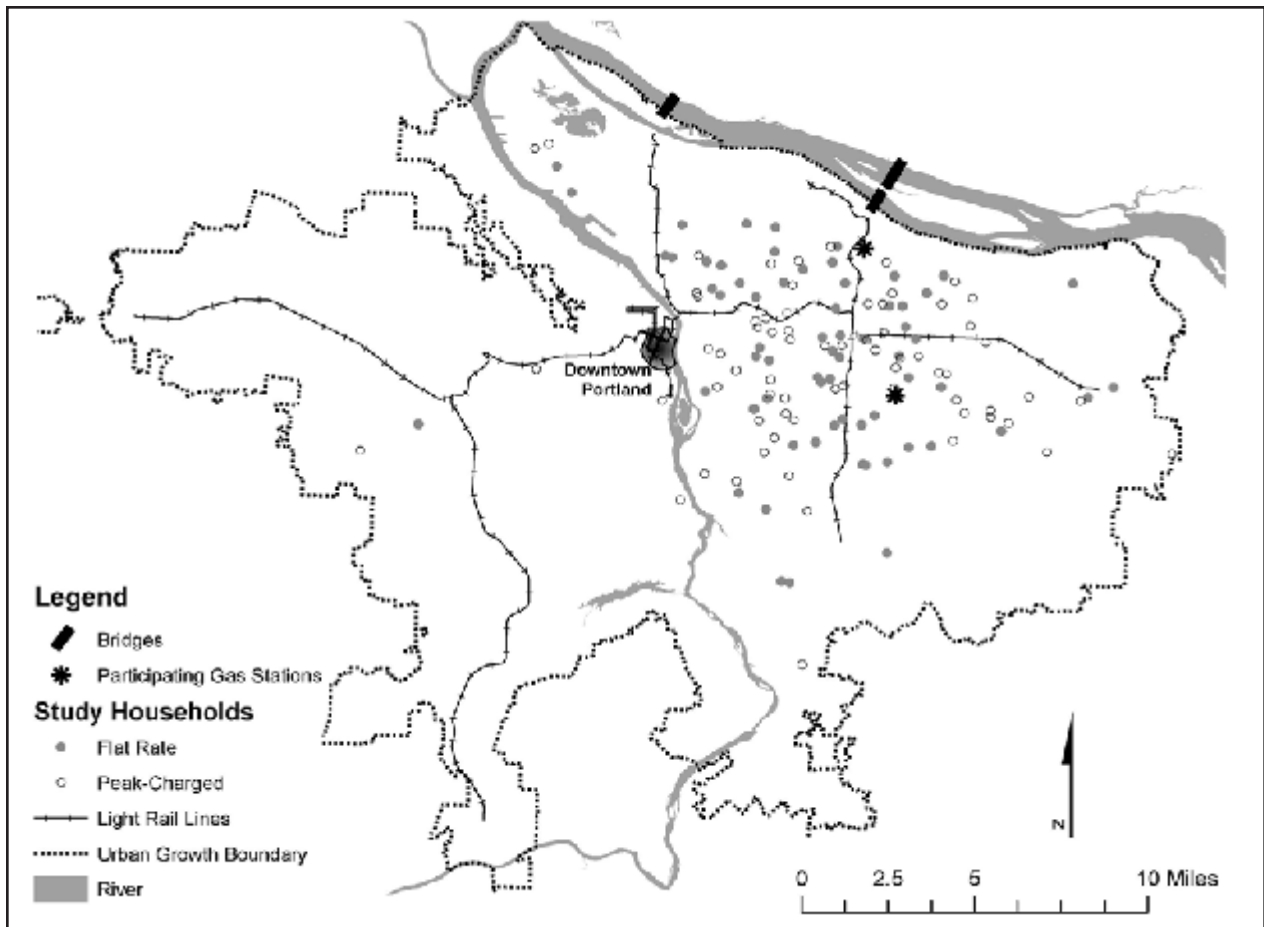 Downtown
Portland
Legend
Bridges
Participating Gas Stations
Study Households
Flat Rate
Peak-Charged
Light Rail Lines
Urban Growth Boundary
River
N
0 2.5 5 10 Miles